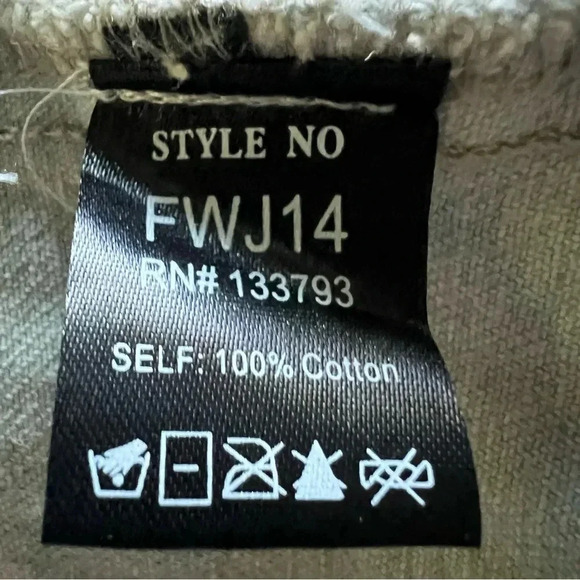 STYLE NO
FWJ14
RN# 133793
SELF: 100% Cotton